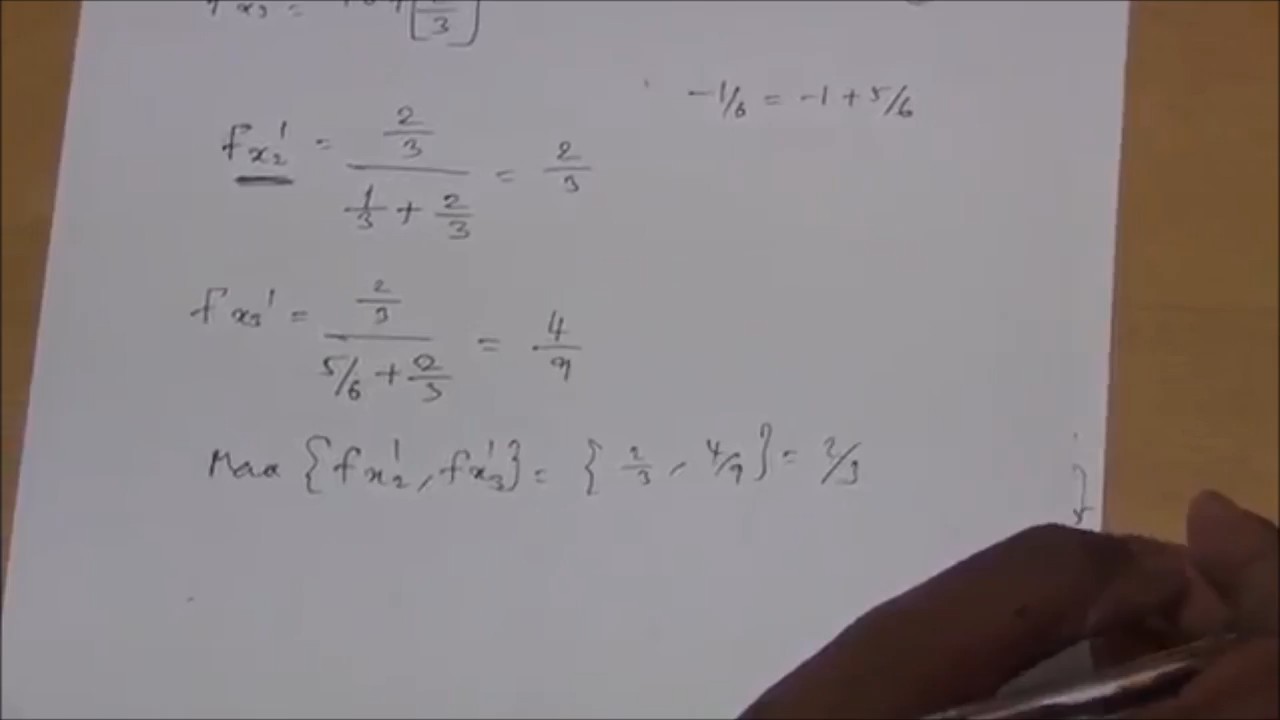 -1/6 = -1 + 5/6
fx₂' = (2/3) / (1/3 + 2/3) = 2/3
fx₃' = (2/3) / (5/6 + 2/3) = 4/9
Max {fx₂', fx₃'} = {2/3, 4/9} = 2/3